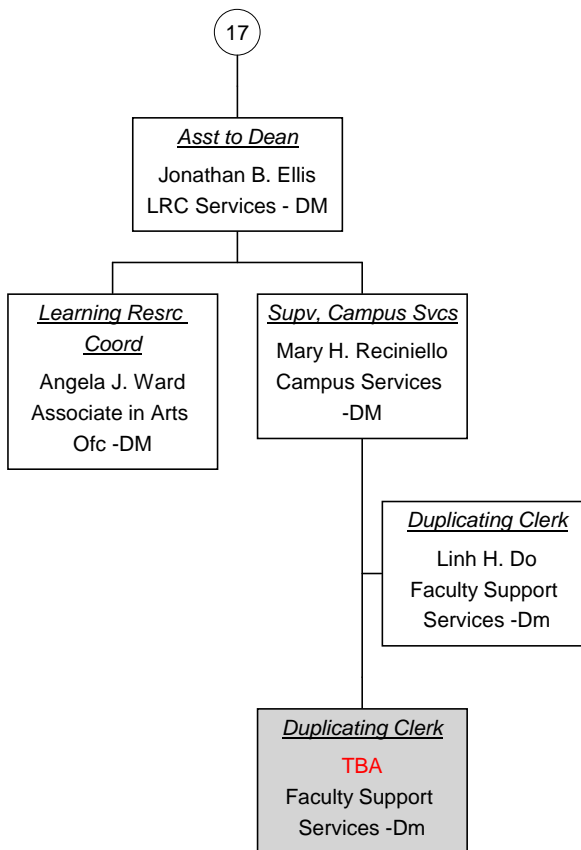 17
Asst to Dean
Jonathan B. Ellis
LRC Services - DM
Learning Resrc
Coord
Angela J. Ward
Associate in Arts
Ofc -DM
Supv, Campus Svcs
Mary H. Reciniello
Campus Services
-DM
Duplicating Clerk
Linh H. Do
Faculty Support
Services -Dm
Duplicating Clerk
TBA
Faculty Support
Services -Dm